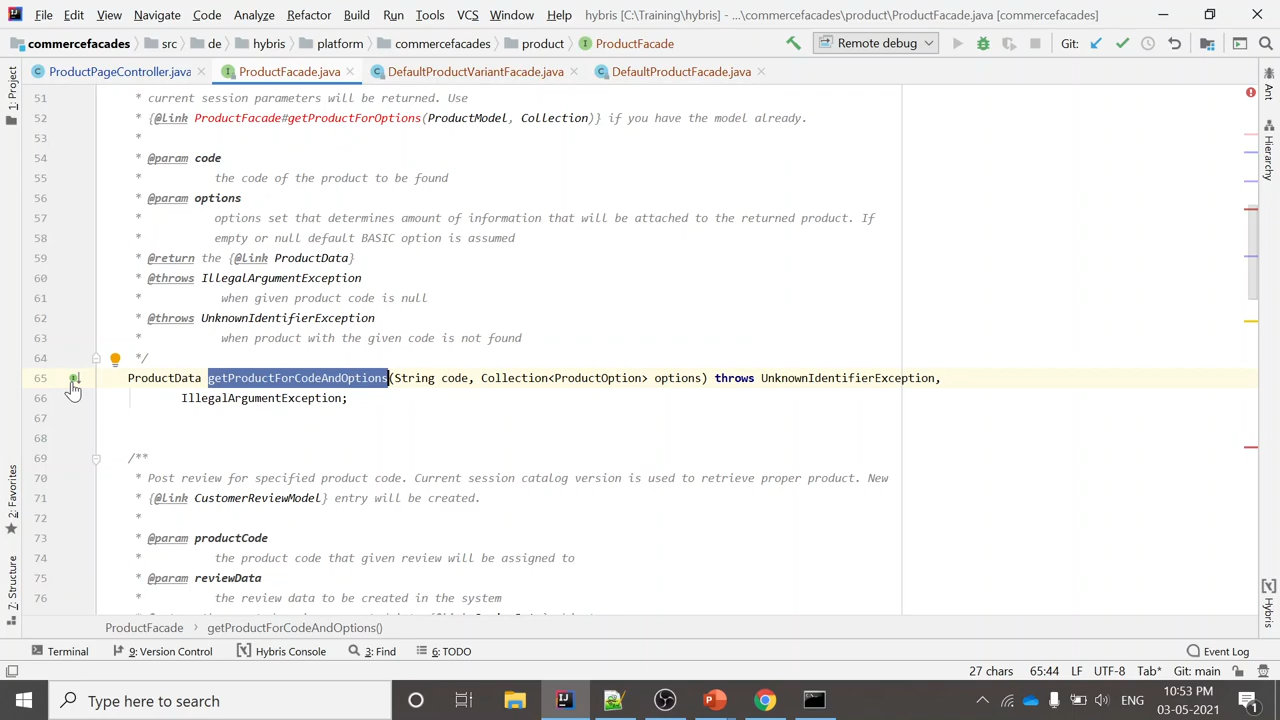 File Edit View Navigate Code Analyze Refactor Build Run Tools VCS Window Help hybris [C:\Training\hybris] - ...\commercefacades\product\ProductFacade.java [commercefacades]
commercefacades src de hybris platform commercefacades product ProductFacade Remote debug Git:
ProductPageController.java ProductFacade.java DefaultProductVariantFacade.java DefaultProductFacade.java
1: Project
Ant
Hierarchy
51 * current session parameters will be returned. Use
52 * {@link ProductFacade#getProductForOptions(ProductModel, Collection)} if you have the model already.
53 *
54 * @param code
55 * the code of the product to be found
56 * @param options
57 * options set that determines amount of information that will be attached to the returned product. If
58 * empty or null default BASIC option is assumed
59 * @return the {@link ProductData}
60 * @throws IllegalArgumentException
61 * when given product code is null
62 * @throws UnknownIdentifierException
63 * when product with the given code is not found
64 */
65 ProductData getProductForCodeAndOptions(String code, Collection<ProductOption> options) throws UnknownIdentifierException,
66 IllegalArgumentException;
67
68
69 /**
70 * Post review for specified product code. Current session catalog version is used to retrieve proper product. New
71 * {@link CustomerReviewModel} entry will be created.
72 *
73 * @param productCode
74 * the product code that given review will be assigned to
75 * @param reviewData
76 * the review data to be created in the system
2: Favorites
7: Structure
Hybris
ProductFacade getProductForCodeAndOptions()
Terminal 9: Version Control Hybris Console 3: Find 6: TODO Event Log
27 chars 65:44 LF UTF-8 Tab* Git: main
Type here to search ENG 10:53 PM
03-05-2021 1